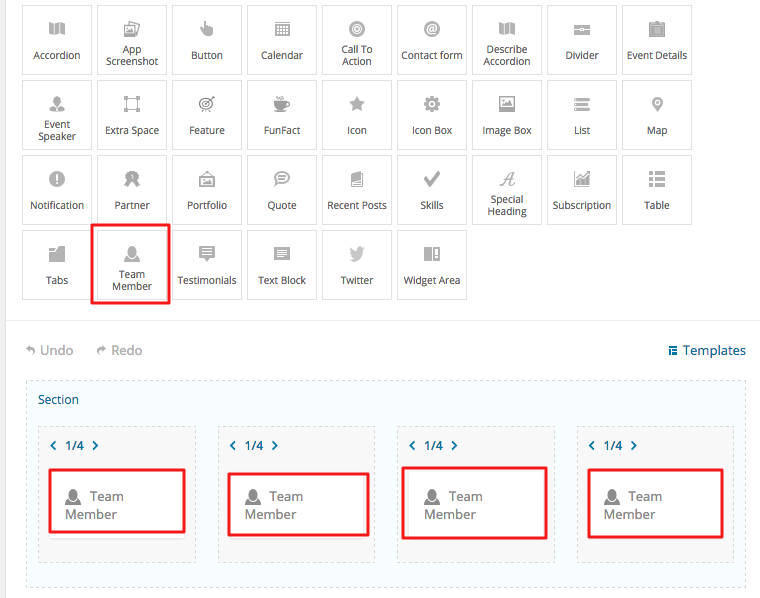 Accordion
App
Screenshot
Button
Calendar
Call To
Action
Contact form
Describe
Accordion
Divider
Event Details
Event
Speaker
Extra Space
Feature
FunFact
Icon
Icon Box
Image Box
List
Map
Notification
Partner
Portfolio
Quote
Recent Posts
Skills
Special
Heading
Subscription
Table
Tabs
Team
Member
Testimonials
Text Block
Twitter
Widget Area
Undo
Redo
Templates
Section
1/4
1/4
1/4
1/4
Team
Member
Team
Member
Team
Member
Team
Member